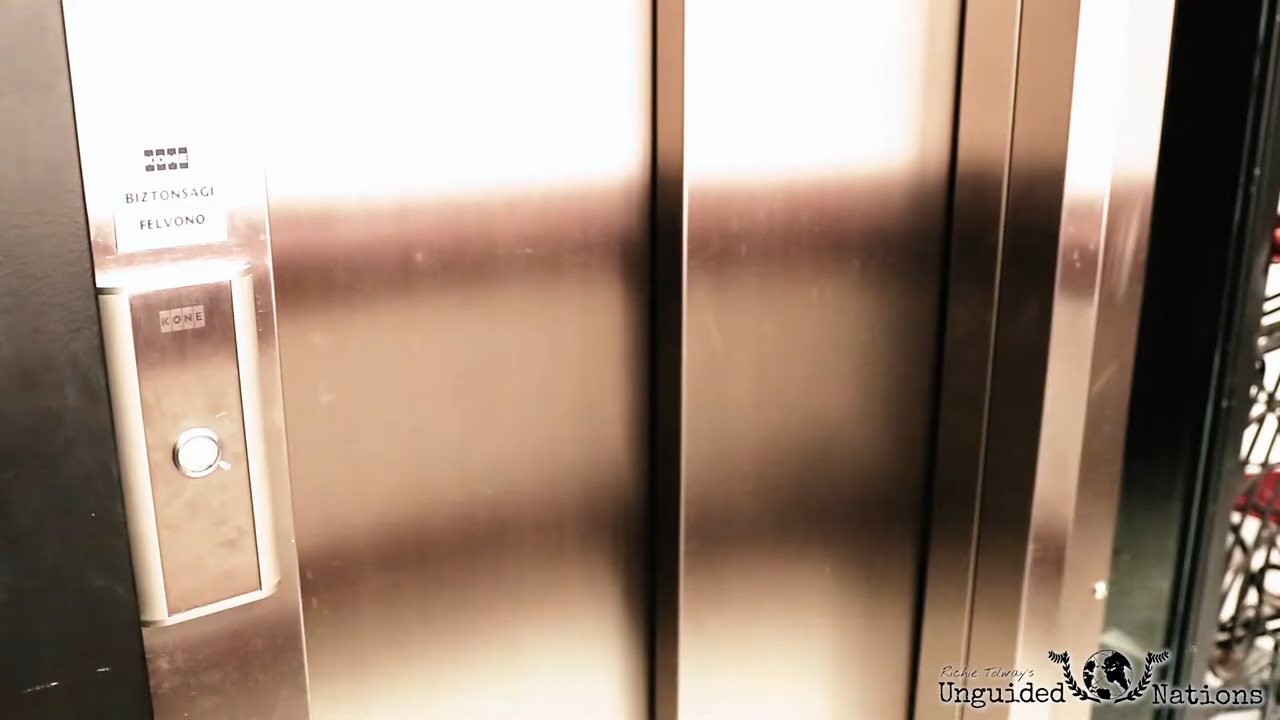 KONE
BIZTONSAGI
FELVONO
KONE
Richie Tolway's
Unguided Nations